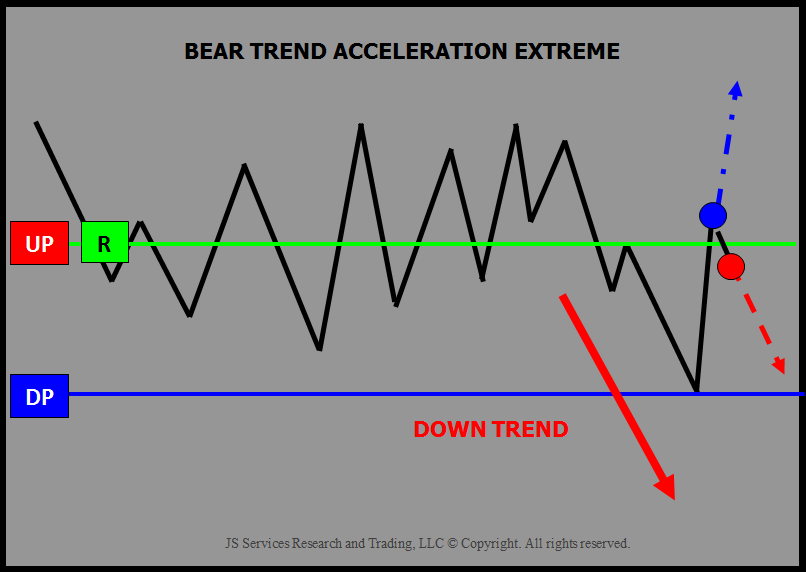 BEAR TREND ACCELERATION EXTREME
UP
R
DP
DOWN TREND
JS Services Research and Trading, LLC © Copyright. All rights reserved.